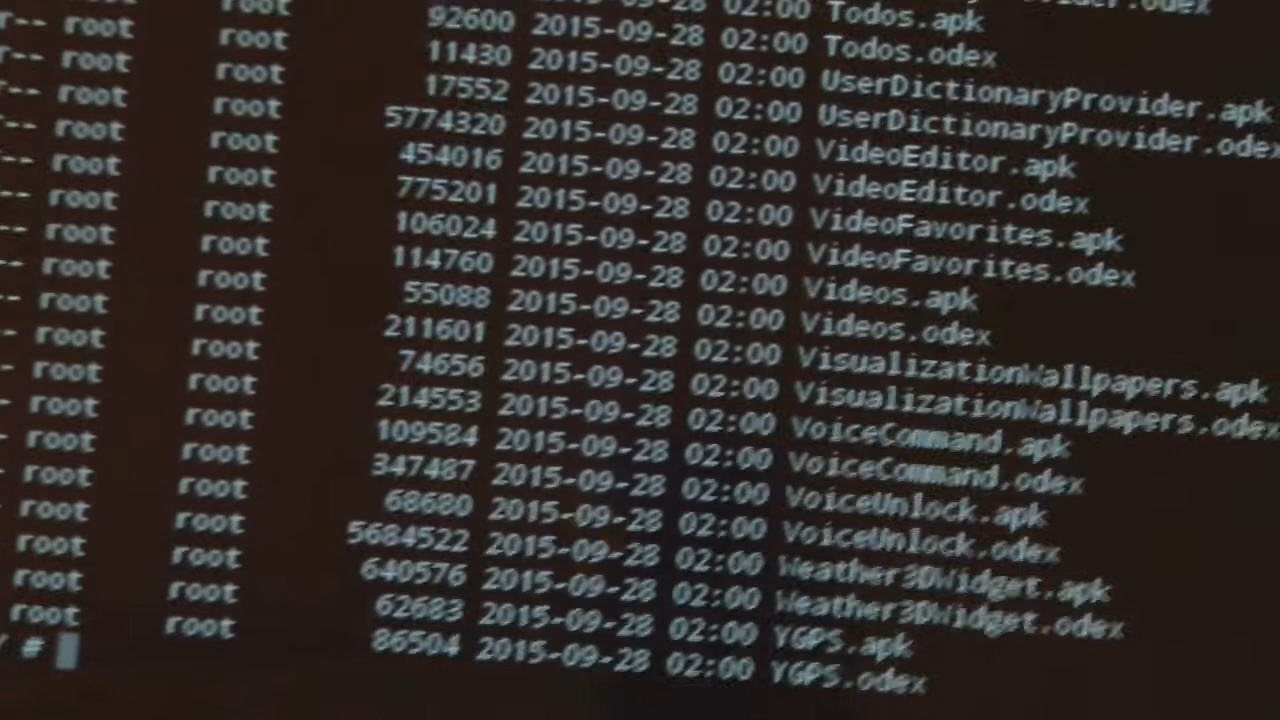 .odex
2015-09-28 02:00 Todos.apk
root 92600 2015-09-28 02:00 Todos.odex
r-- root root 11430 2015-09-28 02:00 UserDictionaryProvider.apk
r-- root root 17552 2015-09-28 02:00 UserDictionaryProvider.odex
r-- root root 5774320 2015-09-28 02:00 VideoEditor.apk
-- root root 454016 2015-09-28 02:00 VideoEditor.odex
-- root root 775201 2015-09-28 02:00 VideoFavorites.apk
-- root root 106024 2015-09-28 02:00 VideoFavorites.odex
-- root root 114760 2015-09-28 02:00 Videos.apk
-- root root 55088 2015-09-28 02:00 Videos.odex
- root root 211601 2015-09-28 02:00 VisualizationWallpapers.apk
- root root 74656 2015-09-28 02:00 VisualizationWallpapers.odex
- root root 214553 2015-09-28 02:00 VoiceCommand.apk
- root root 109584 2015-09-28 02:00 VoiceCommand.odex
- root root 347487 2015-09-28 02:00 VoiceUnlock.apk
- root root 68680 2015-09-28 02:00 VoiceUnlock.odex
root root 5684522 2015-09-28 02:00 Weather3DWidget.apk
root root 640576 2015-09-28 02:00 Weather3DWidget.odex
root root 62683 2015-09-28 02:00 YGPS.apk
root root 86504 2015-09-28 02:00 YGPS.odex
/ #